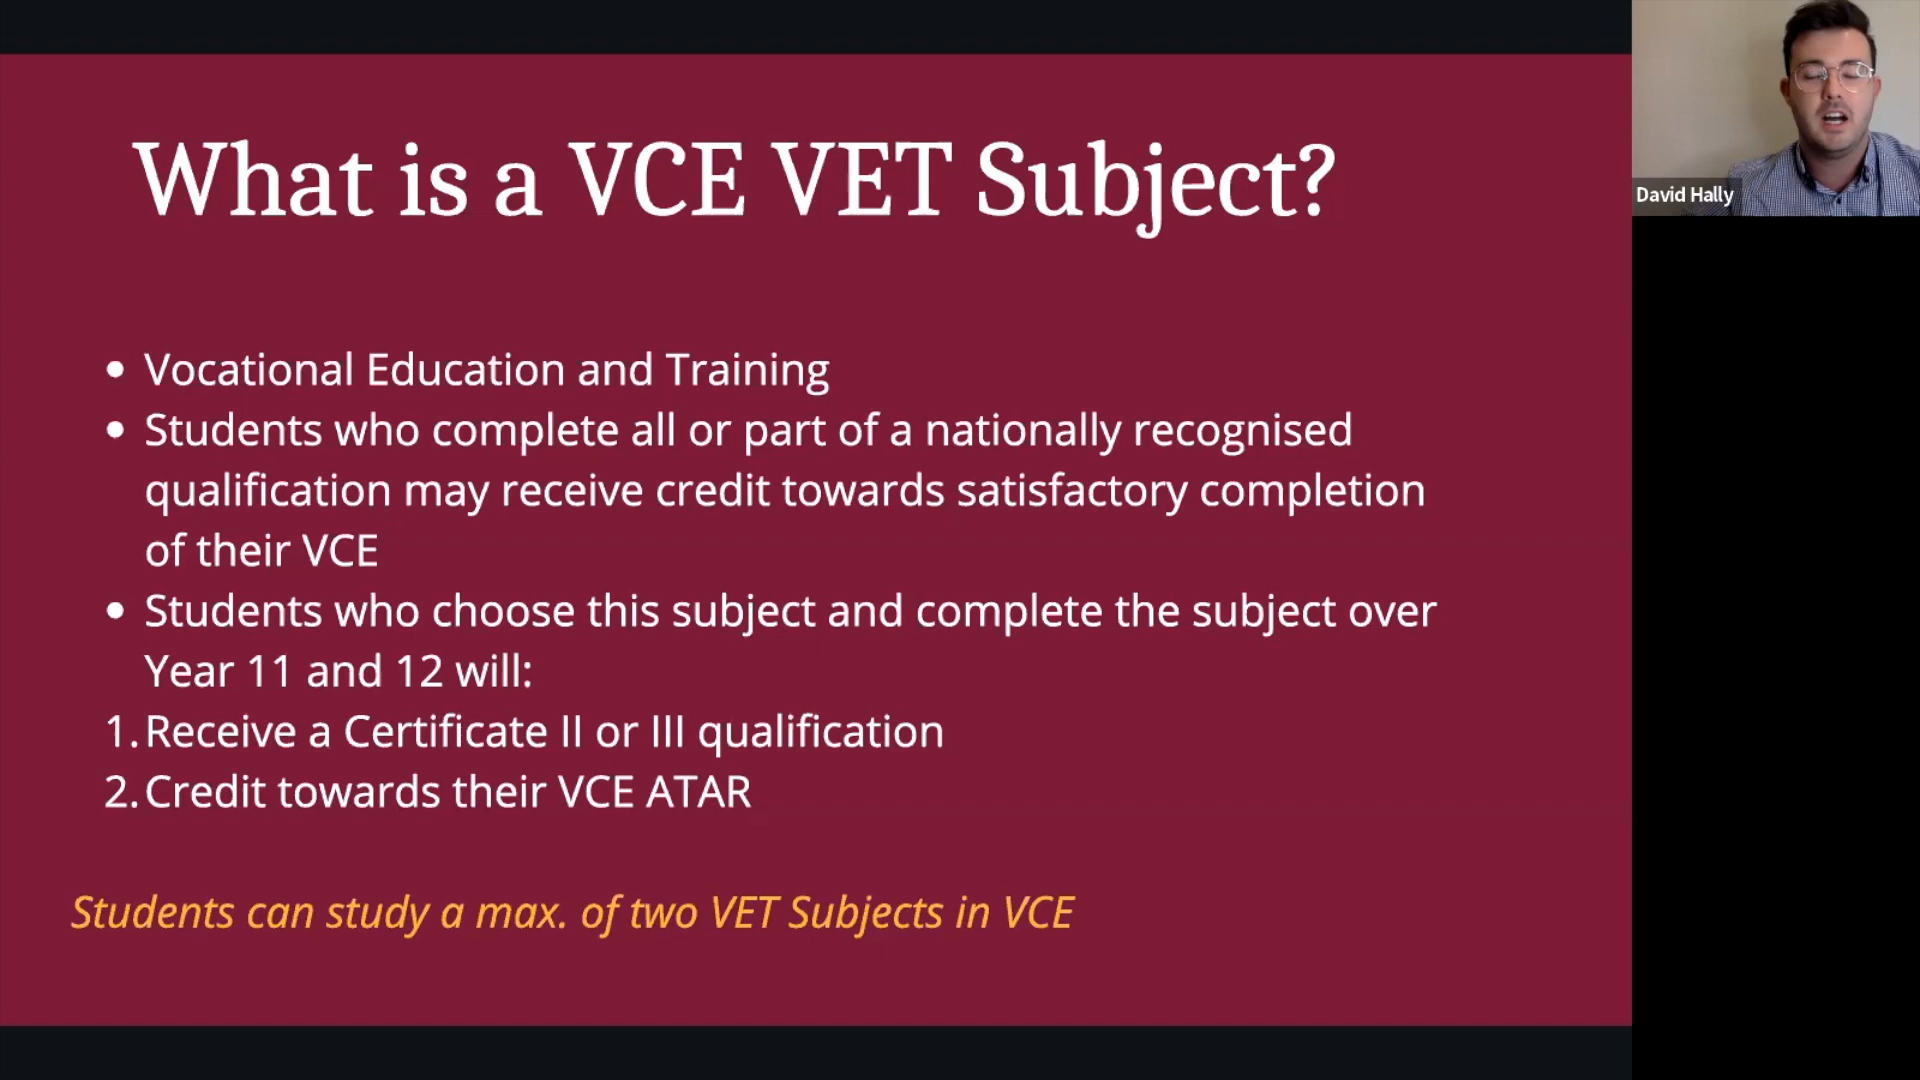 What is a VCE VET Subject?
• Vocational Education and Training
• Students who complete all or part of a nationally recognised
qualification may receive credit towards satisfactory completion
of their VCE
• Students who choose this subject and complete the subject over
Year 11 and 12 will:
1. Receive a Certificate II or III qualification
2. Credit towards their VCE ATAR
Students can study a max. of two VET Subjects in VCE
David Hally